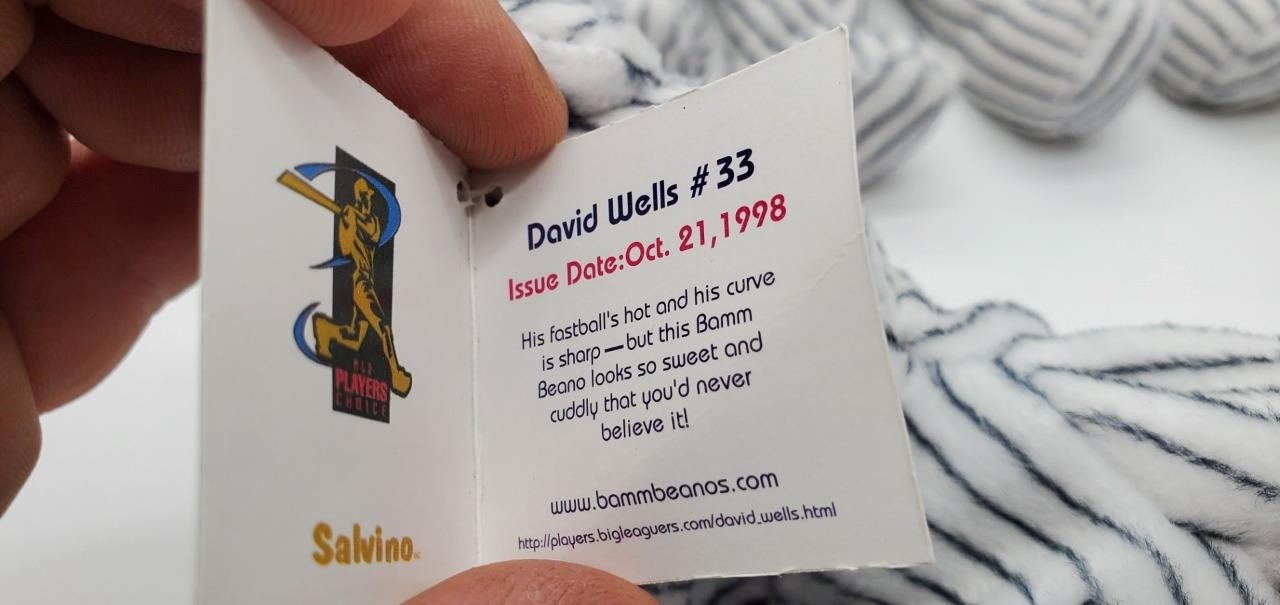 MLB
PLAYERS
CHOICE
Salvino
David Wells #33
Issue Date:Oct. 21,1998
His fastball's hot and his curve
is sharp—but this Bamm
Beano looks so sweet and
cuddly that you'd never
believe it!
www.bammbeanos.com
http://players.bigleaguers.com/david_wells.html